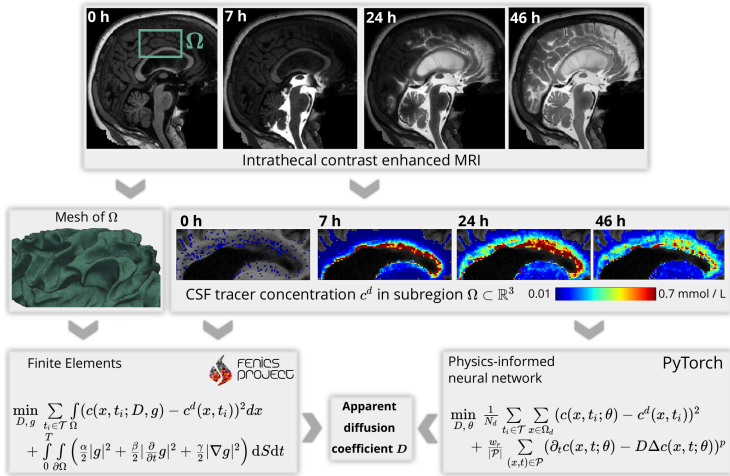 0 h
7 h
24 h
46 h
Ω
Intrathecal contrast enhanced MRI
Mesh of Ω
0 h
7 h
24 h
46 h
CSF tracer concentration c^d in subregion Ω ⊂ ℝ³
0.01
0.7 mmol / L
Finite Elements
FENICS
PROJECT
min_{D,g} ∑_{t_i∈𝒯} ∫_Ω (c(x, t_i; D, g) − c^d(x, t_i))² dx
+ ∫_0^T ∫_{∂Ω} (α/2 |g|² + β/2 |∂/∂t g|² + γ/2 |∇g|²) dSdt
Apparent
diffusion
coefficient D
Physics-informed
neural network
PyTorch
min_{D,θ} 1/N_d ∑_{t_i∈𝒯} ∑_{x∈Ω_d} (c(x, t_i; θ) − c^d(x, t_i))²
+ w_r/|𝒫| ∑_{(x,t)∈𝒫} (∂_t c(x, t; θ) − DΔc(x, t; θ))^p